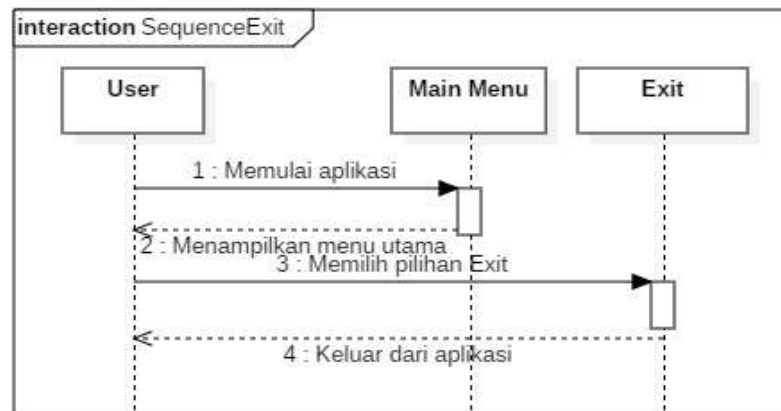 interaction SequenceExit
User
Main Menu
Exit
1 : Memulai aplikasi
2 : Menampilkan menu utama
3 : Memilih pilihan Exit
4 : Keluar dari aplikasi